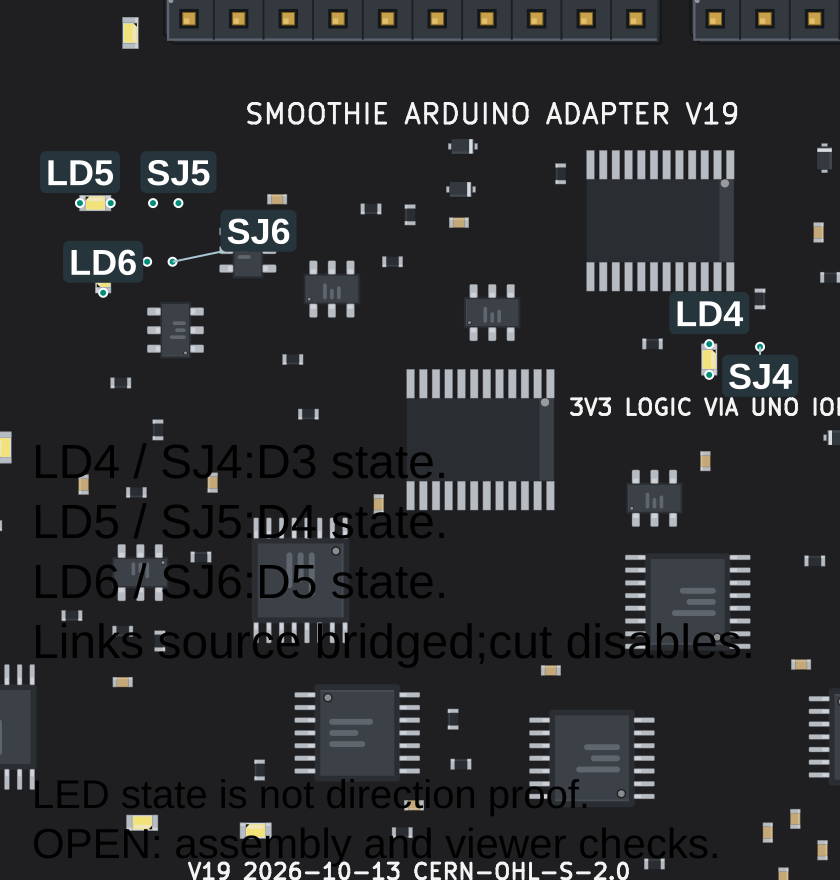 SMOOTHIE ARDUINO ADAPTER V19
LD5 SJ5
SJ6
LD6
LD4
SJ4
3V3 LOGIC VIA UNO
LD4 / SJ4:D3 state.
LD5 / SJ5:D4 state.
LD6 / SJ6:D5 state.
Links source bridged;cut disables.
LED state is not direction proof.
OPEN: assembly and viewer checks.
V19 2026-10-13 CERN-OHL-S-2.0